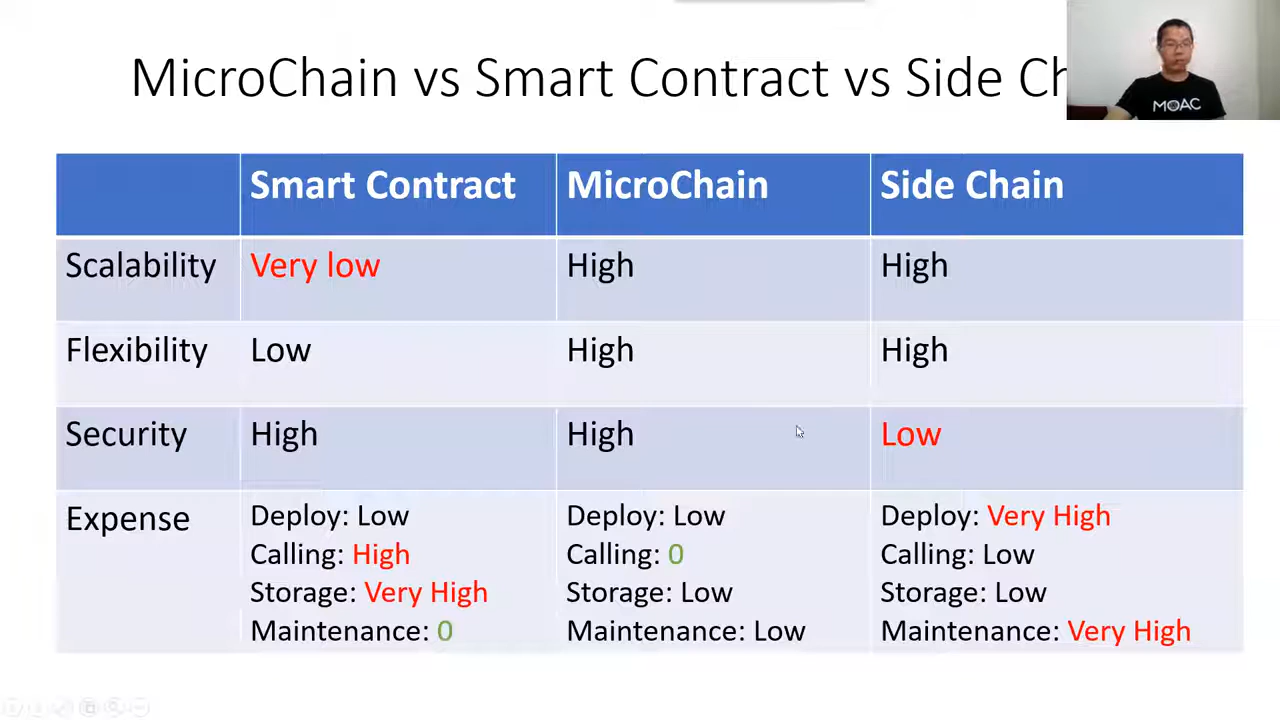 MicroChain vs Smart Contract vs Side Ch
MOAC
Smart Contract MicroChain Side Chain
Scalability Very low High High
Flexibility Low High High
Security High High Low
Expense Deploy: Low Deploy: Low Deploy: Very High
Calling: High Calling: 0 Calling: Low
Storage: Very High Storage: Low Storage: Low
Maintenance: 0 Maintenance: Low Maintenance: Very High